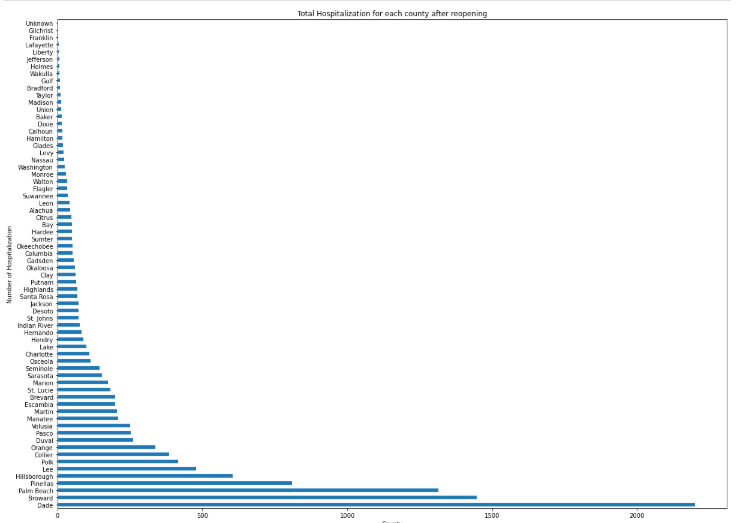 Total Hospitalization for each county after reopening
Number of Hospitalization
Unknown
Gilchrist
Franklin
Lafayette
Liberty
Jefferson
Holmes
Wakulla
Gulf
Bradford
Taylor
Madison
Union
Baker
Dixie
Calhoun
Hamilton
Glades
Levy
Nassau
Washington
Monroe
Walton
Flagler
Suwannee
Leon
Alachua
Citrus
Bay
Hardee
Sumter
Okeechobee
Columbia
Gadsden
Okaloosa
Clay
Putnam
Highlands
Santa Rosa
Jackson
Desoto
St. Johns
Indian River
Hernando
Hendry
Lake
Charlotte
Osceola
Seminole
Sarasota
Marion
St. Lucie
Brevard
Escambia
Martin
Manatee
Volusia
Pasco
Duval
Orange
Collier
Polk
Lee
Hillsborough
Pinellas
Palm Beach
Broward
Dade
0 500 1000 1500 2000